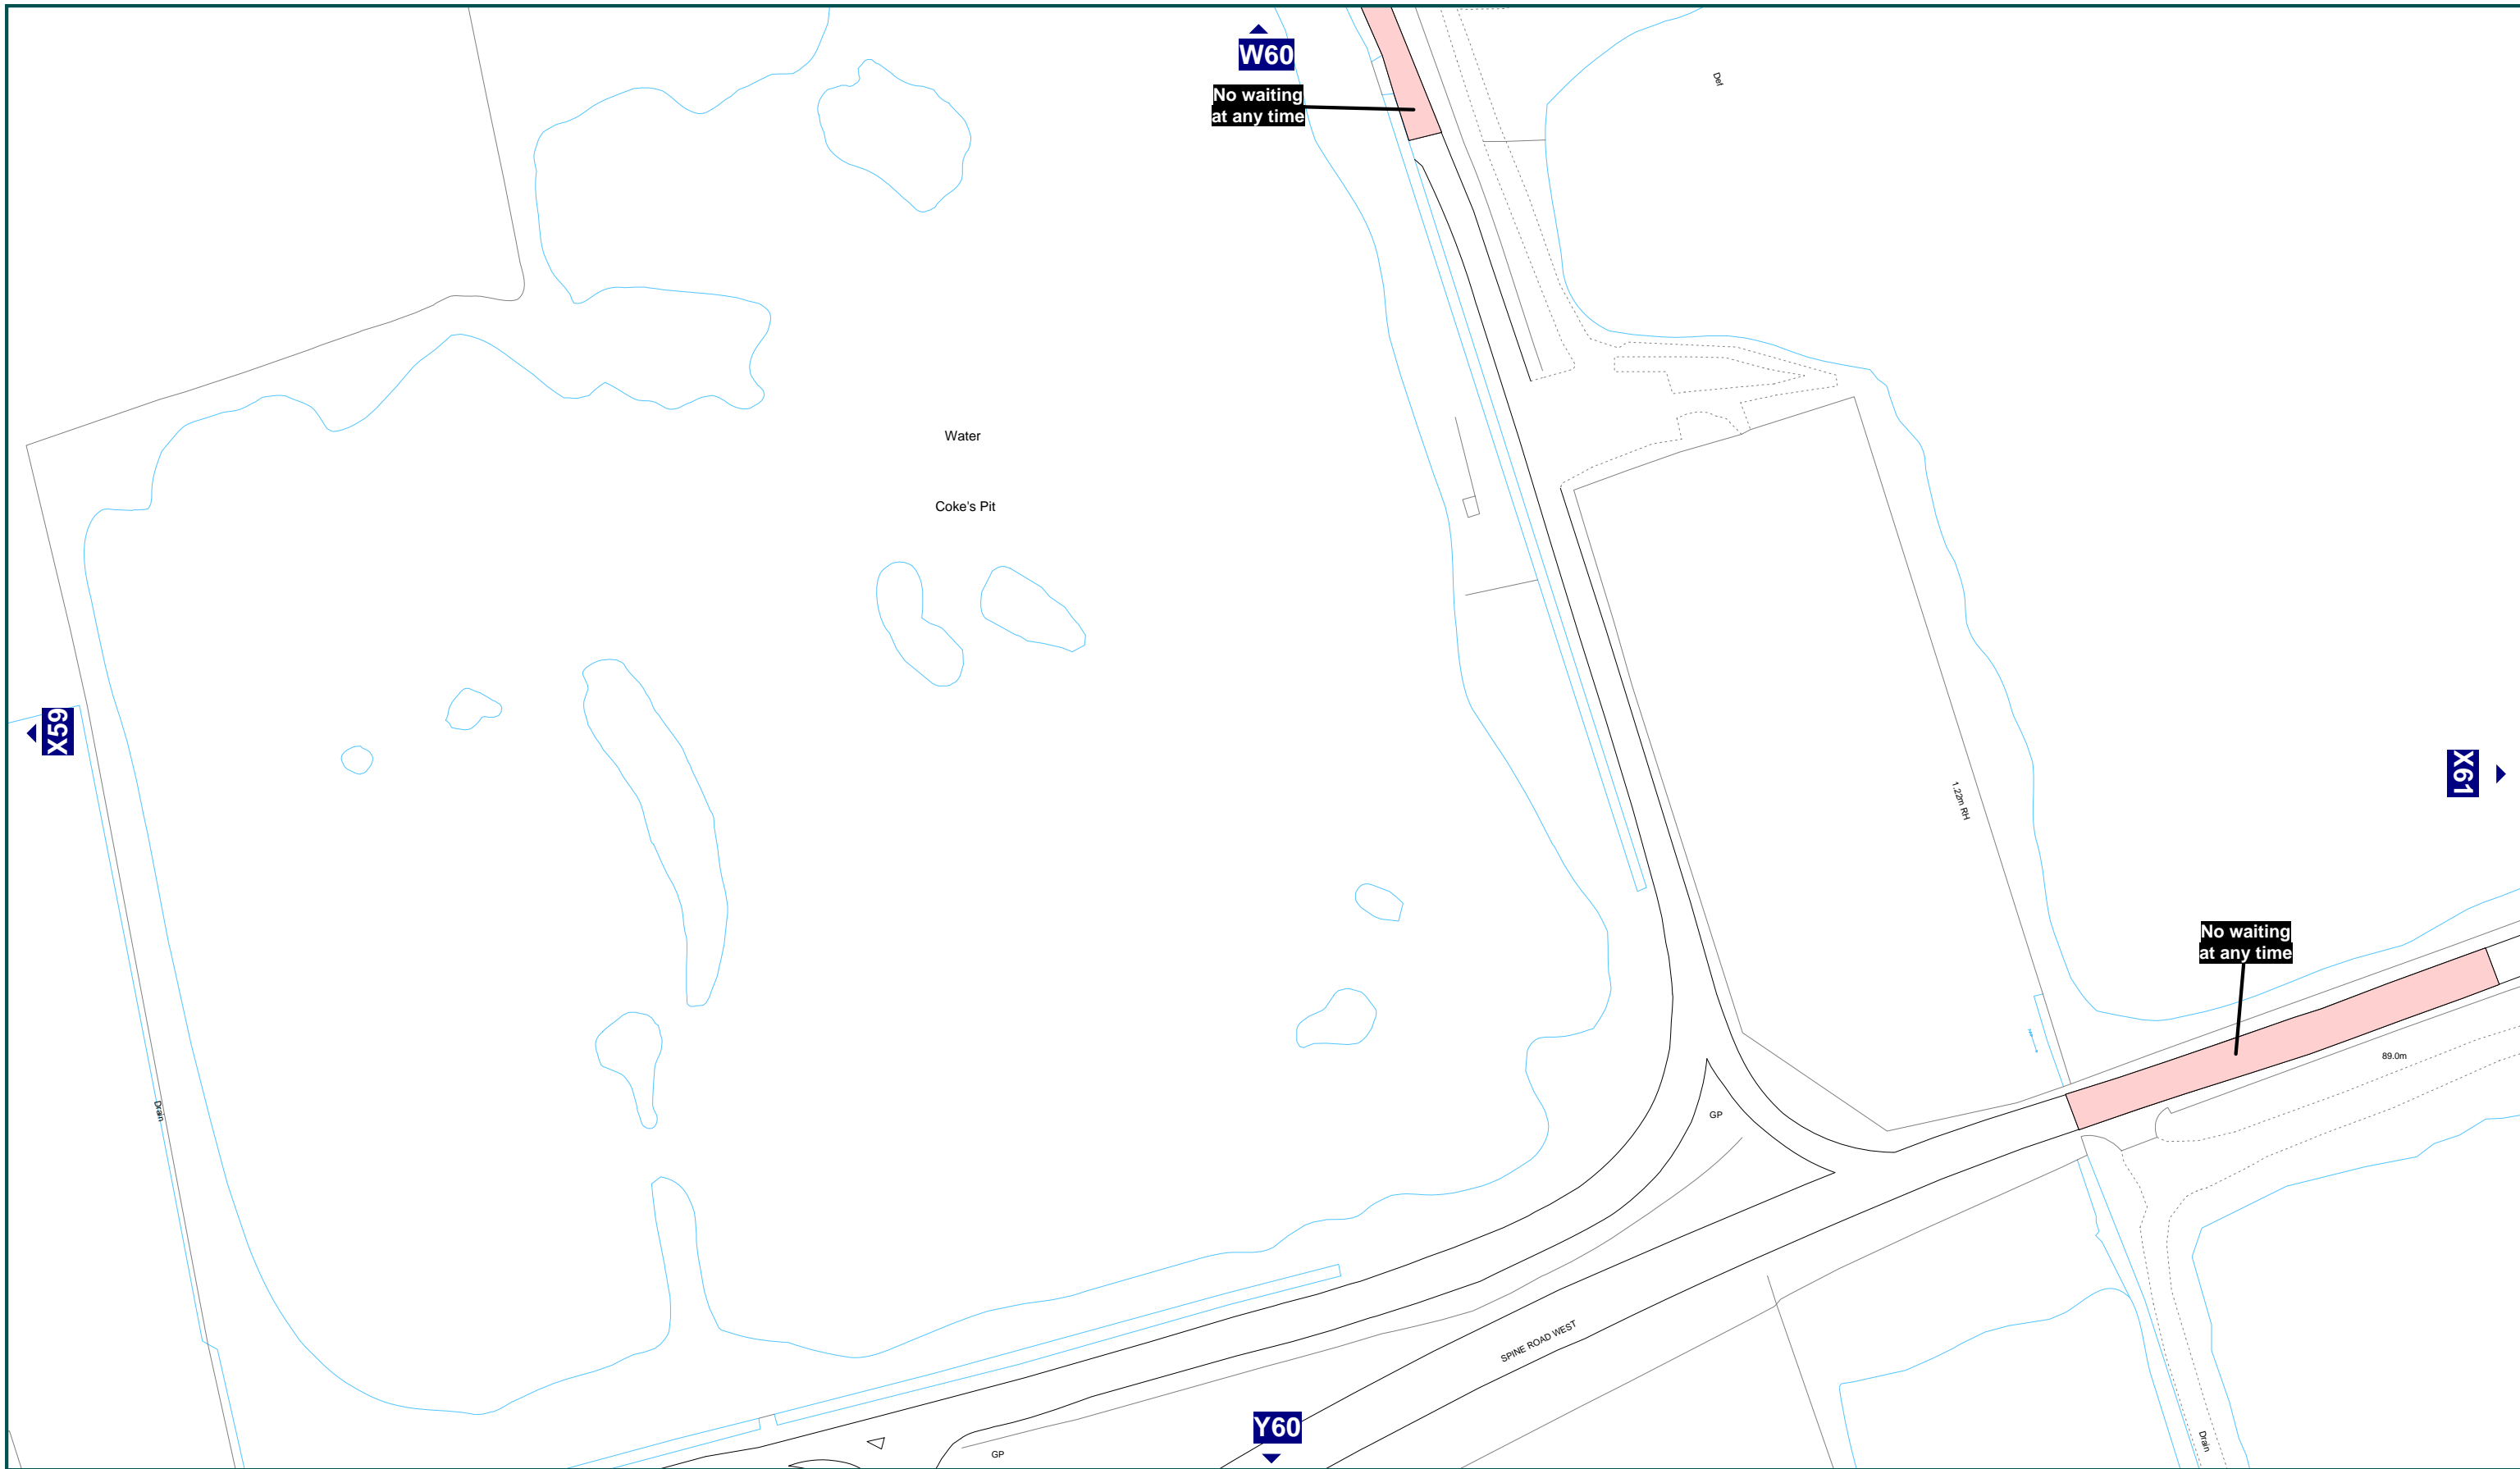 W60
No waiting
at any time
Def
Water
Coke's Pit
X59
X61
1.22m RH
No waiting
at any time
89.0m
Drain
GP
SPINE ROAD WEST
Y60
GP
Drain